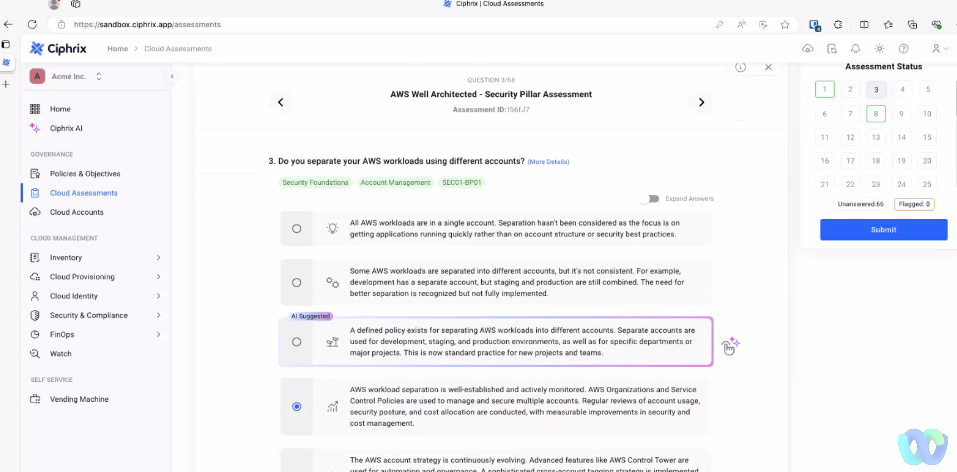 Ciphrix | Cloud Assessments
https://sandbox.ciphrix.app/assessments
Ciphrix
Home > Cloud Assessments
A Acme Inc.
Home
Ciphrix AI
GOVERNANCE
Policies & Objectives
Cloud Assessments
Cloud Accounts
CLOUD MANAGEMENT
Inventory
Cloud Provisioning
Cloud Identity
Security & Compliance
FinOps
Watch
SELF SERVICE
Vending Machine
QUESTION 3/68
AWS Well Architected - Security Pillar Assessment
Assessment ID: I56fJ7
3. Do you separate your AWS workloads using different accounts? (More Details)
Security Foundations Account Management SEC01-BP01
Expand Answers
All AWS workloads are in a single account. Separation hasn't been considered as the focus is on
getting applications running quickly rather than on account structure or security best practices.
Some AWS workloads are separated into different accounts, but it's not consistent. For example,
development has a separate account, but staging and production are still combined. The need for
better separation is recognized but not fully implemented.
AI Suggested
A defined policy exists for separating AWS workloads into different accounts. Separate accounts are
used for development, staging, and production environments, as well as for specific departments or
major projects. This is now standard practice for new projects and teams.
AWS workload separation is well-established and actively monitored. AWS Organizations and Service
Control Policies are used to manage and secure multiple accounts. Regular reviews of account usage,
security posture, and cost allocation are conducted, with measurable improvements in security and
cost management.
The AWS account strategy is continuously evolving. Advanced features like AWS Control Tower are
used for automation and governance. A sophisticated cross-account tagging strategy is implemented
Assessment Status
1 2 3 4 5
6 7 8 9 10
11 12 13 14 15
16 17 18 19 20
21 22 23 24 25
Unanswered:66 Flagged: 0
Submit